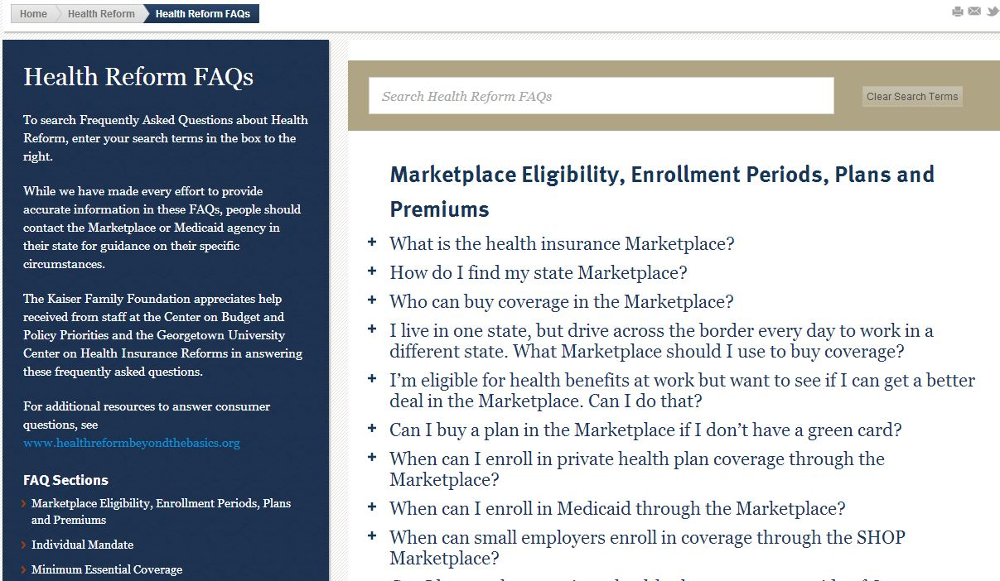 Home
Health Reform
Health Reform FAQs
Health Reform FAQs
To search Frequently Asked Questions about Health
Reform, enter your search terms in the box to the
right.
While we have made every effort to provide
accurate information in these FAQs, people should
contact the Marketplace or Medicaid agency in
their state for guidance on their specific
circumstances.
The Kaiser Family Foundation appreciates help
received from staff at the Center on Budget and
Policy Priorities and the Georgetown University
Center on Health Insurance Reforms in answering
these frequently asked questions.
For additional resources to answer consumer
questions, see
www.healthreformbeyondthebasics.org
FAQ Sections
Marketplace Eligibility, Enrollment Periods, Plans
and Premiums
Individual Mandate
Minimum Essential Coverage
Search Health Reform FAQs
Clear Search Terms
Marketplace Eligibility, Enrollment Periods, Plans and
Premiums
+ What is the health insurance Marketplace?
+ How do I find my state Marketplace?
+ Who can buy coverage in the Marketplace?
+ I live in one state, but drive across the border every day to work in a
different state. What Marketplace should I use to buy coverage?
+ I'm eligible for health benefits at work but want to see if I can get a better
deal in the Marketplace. Can I do that?
+ Can I buy a plan in the Marketplace if I don't have a green card?
+ When can I enroll in private health plan coverage through the
Marketplace?
+ When can I enroll in Medicaid through the Marketplace?
+ When can small employers enroll in coverage through the SHOP
Marketplace?